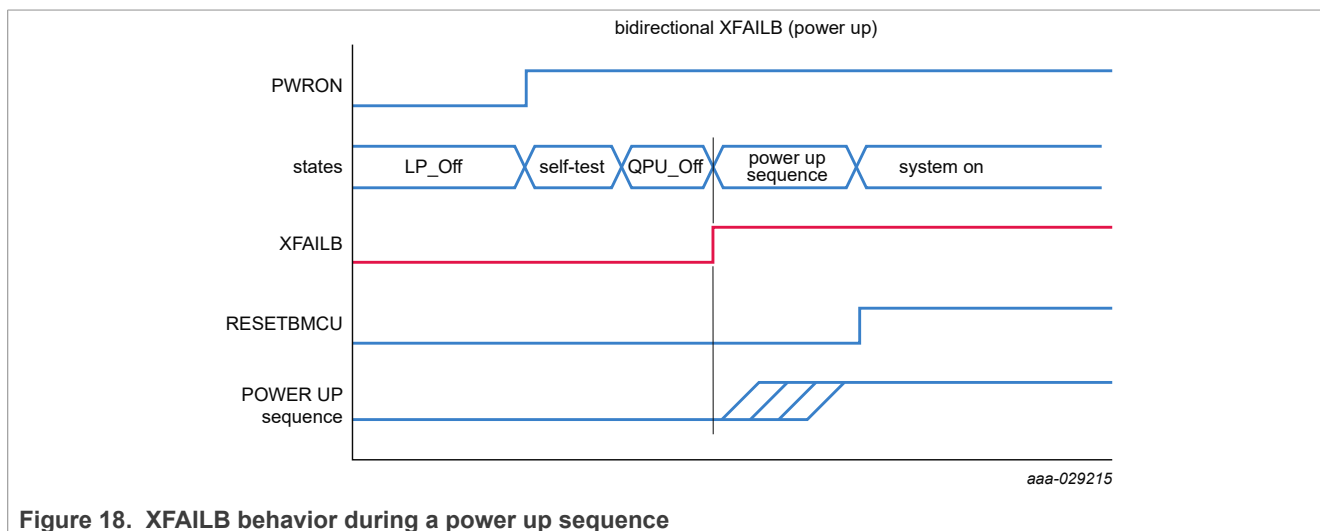 bidirectional XFAILB (power up)
PWRON
states
LP_Off
self-test
QPU_Off
power up
sequence
system on
XFAILB
RESETBMCU
POWER UP
sequence
aaa-029215
Figure 18. XFAILB behavior during a power up sequence